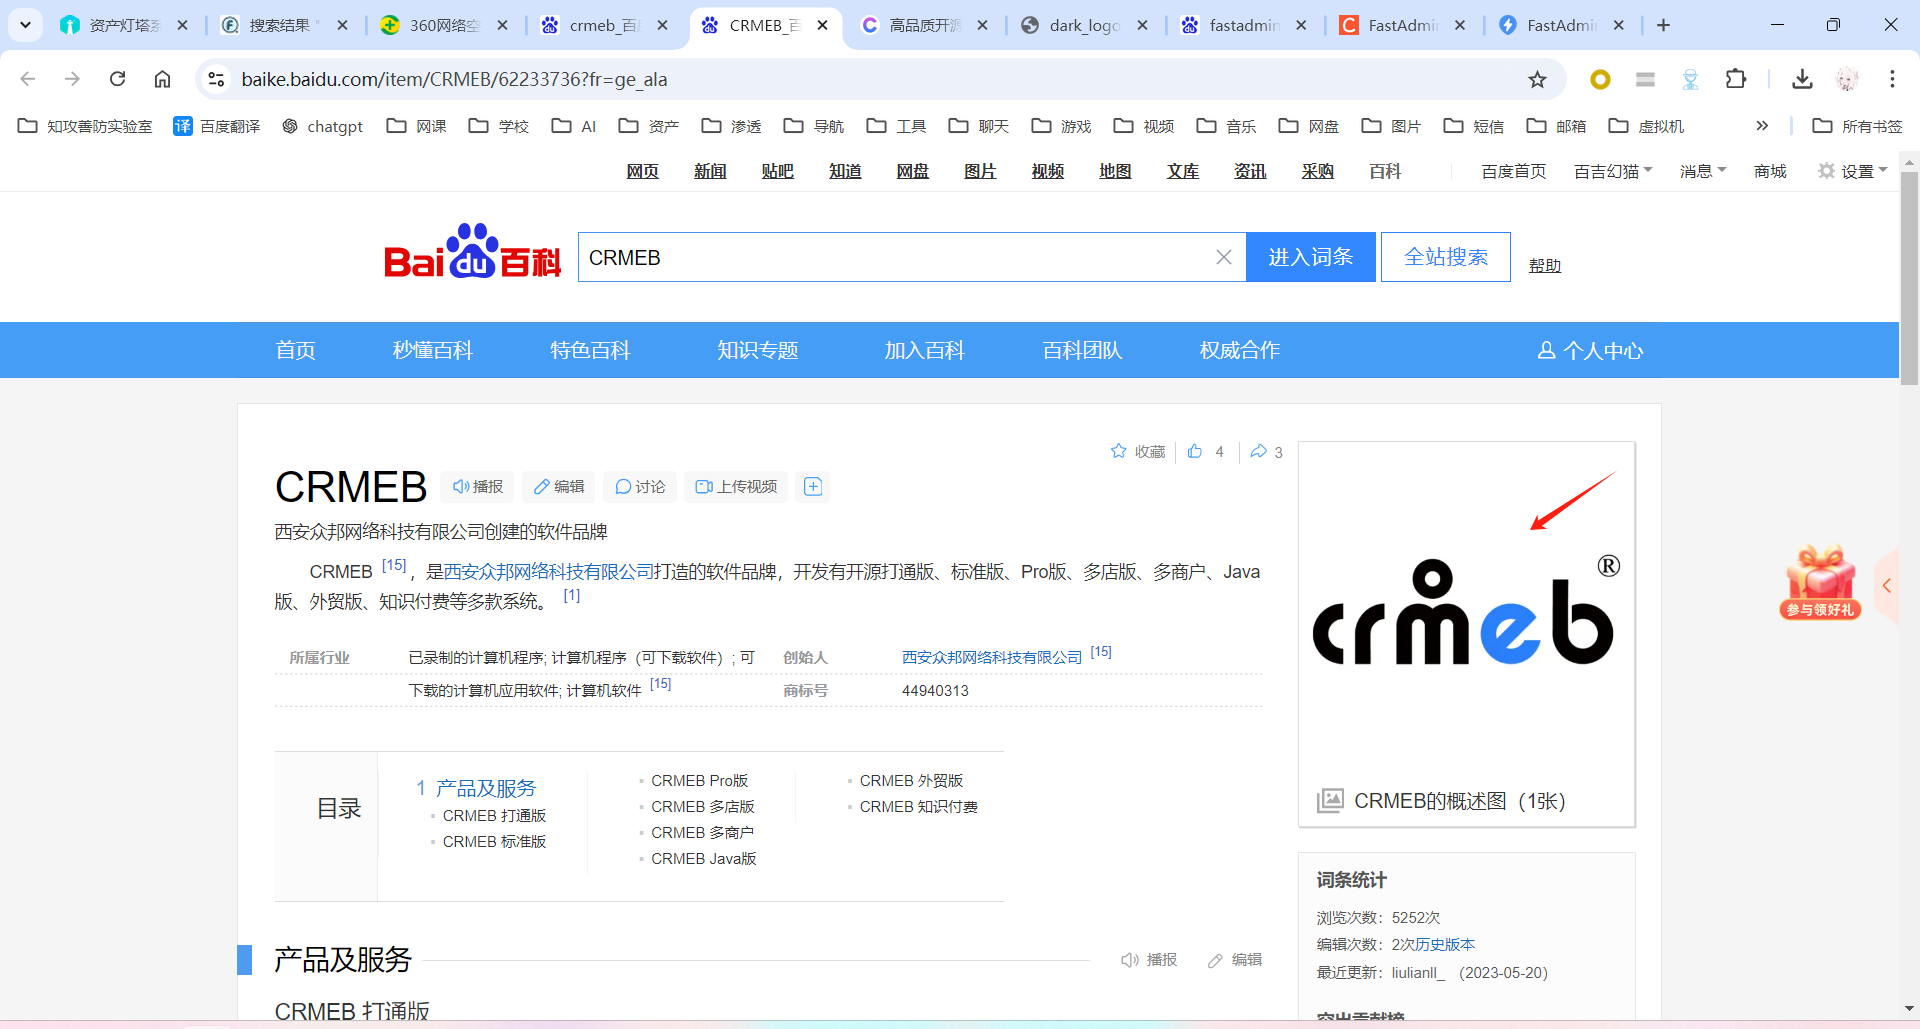 资产灯塔系
搜索结果 "
360网络空
crmeb_百度
CRMEB_百
高品质开源
dark_logo
fastadmin
FastAdmi
FastAdmi
baike.baidu.com/item/CRMEB/62233736?fr=ge_ala
知攻善防实验室
译 百度翻译
chatgpt
网课
学校
AI
资产
渗透
导航
工具
聊天
游戏
视频
音乐
网盘
图片
短信
邮箱
虚拟机
所有书签
网页 新闻 贴吧 知道 网盘 图片 视频 地图 文库 资讯 采购 百科
百度首页 百吉幻猫 消息 商城 设置
Bai du 百科
CRMEB
进入词条
全站搜索
帮助
首页 秒懂百科 特色百科 知识专题 加入百科 百科团队 权威合作 个人中心
收藏 4 3
CRMEB 播报 编辑 讨论 上传视频
西安众邦网络科技有限公司创建的软件品牌
CRMEB [15] ，是西安众邦网络科技有限公司打造的软件品牌，开发有开源打通版、标准版、Pro版、多店版、多商户、Java
版、外贸版、知识付费等多款系统。 [1]
所属行业 已录制的计算机程序; 计算机程序（可下载软件）; 可
下载的计算机应用软件; 计算机软件 [15]
创始人 西安众邦网络科技有限公司 [15]
商标号 44940313
crmeb ®
CRMEB的概述图（1张）
参与领好礼
目录
1 产品及服务
CRMEB 打通版
CRMEB 标准版
CRMEB Pro版
CRMEB 多店版
CRMEB 多商户
CRMEB Java版
CRMEB 外贸版
CRMEB 知识付费
词条统计
浏览次数：5252次
编辑次数：2次历史版本
最近更新：liulianll_ （2023-05-20）
突出贡献榜
产品及服务 播报 编辑
CRMEB 打通版